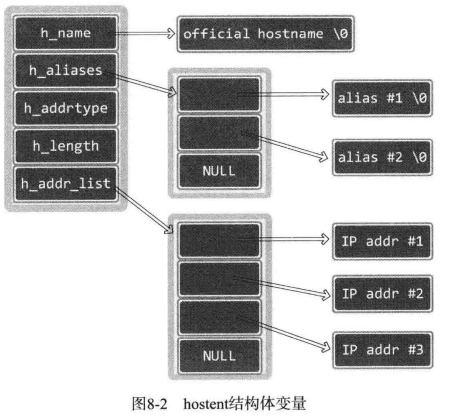 h_name
official hostname \0
h_aliases
h_addrtype
h_length
h_addr_list
alias #1 \0
alias #2 \0
NULL
IP addr #1
IP addr #2
IP addr #3
NULL
图8-2 hostent结构体变量